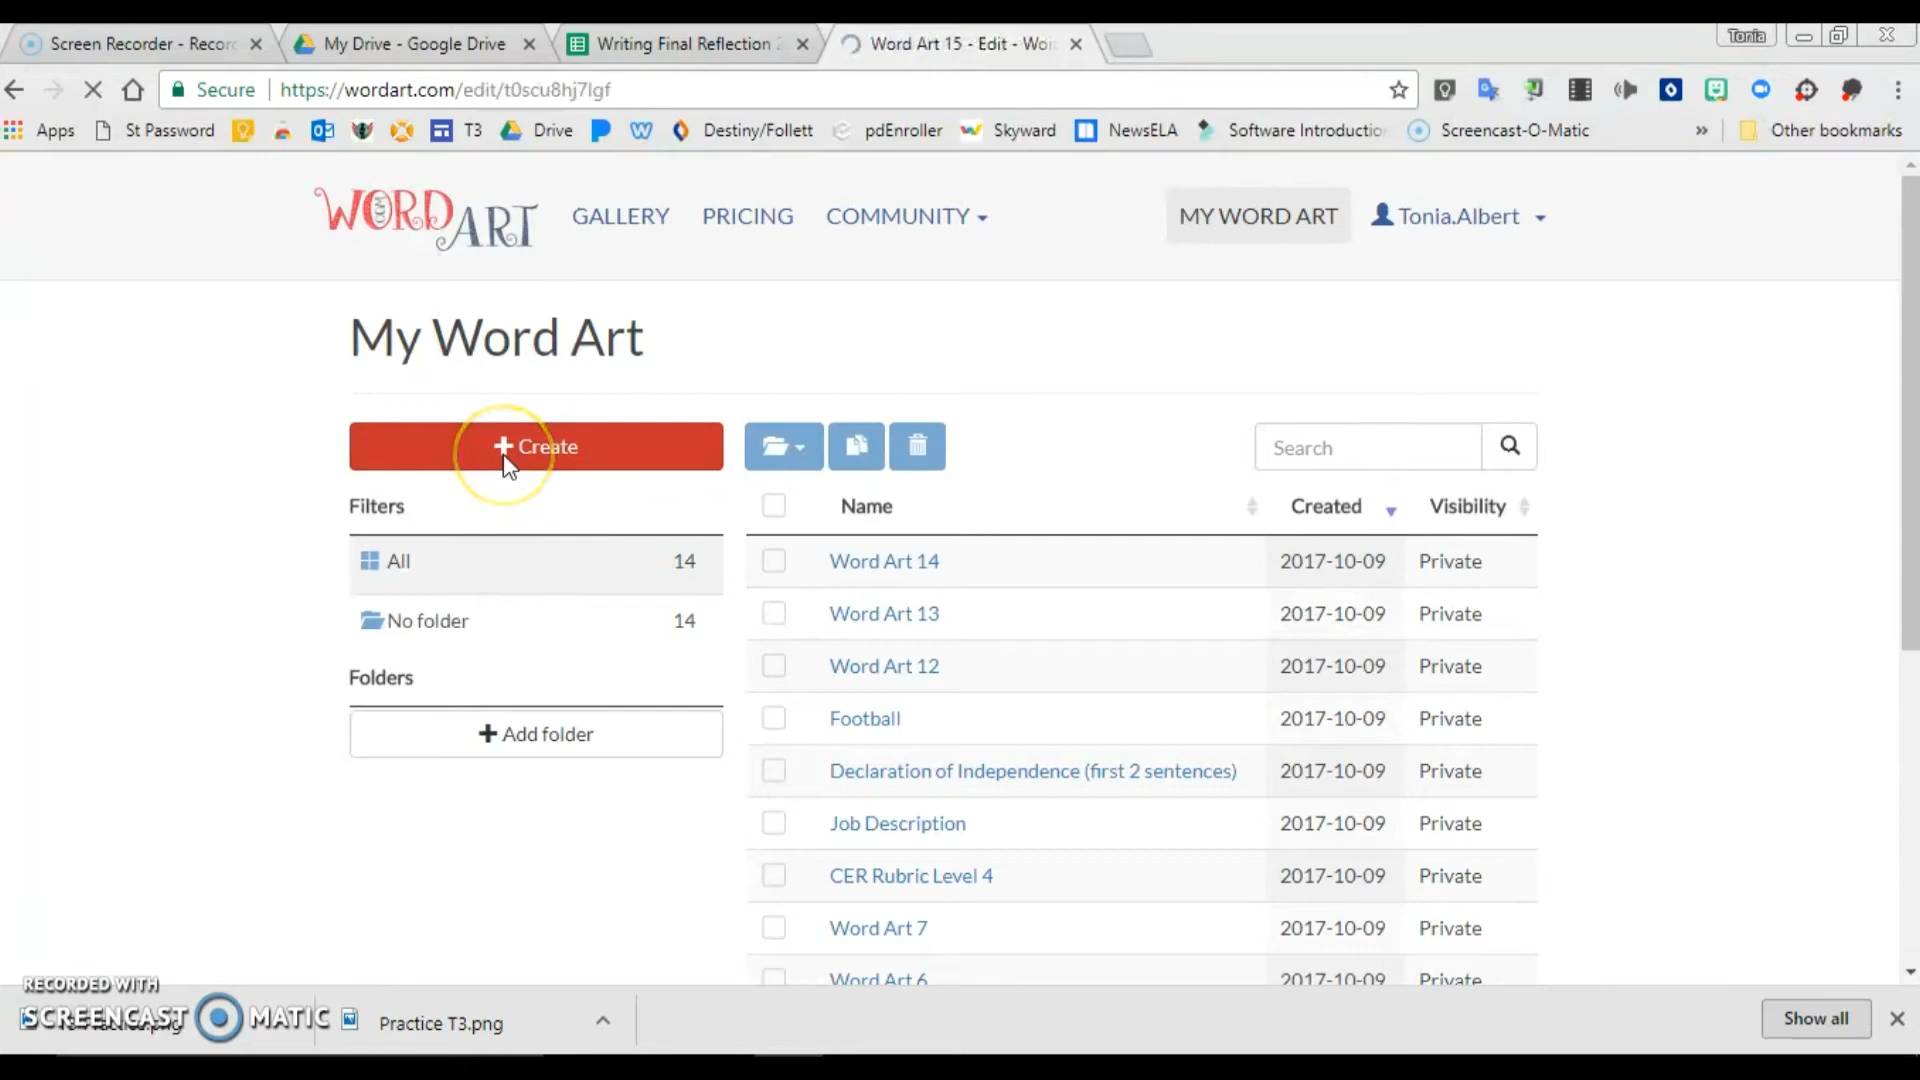 Screen Recorder - Recor
My Drive - Google Drive
Writing Final Reflection 2
Word Art 15 - Edit - Wor
Tonia
Secure
https://wordart.com/edit/t0scu8hj7lgf
Apps
St Password
T3
Drive
Destiny/Follett
pdEnroller
Skyward
NewsELA
Software Introductio
Screencast-O-Matic
»
Other bookmarks
WORD ART
.COM
GALLERY
PRICING
COMMUNITY
MY WORD ART
Tonia.Albert
My Word Art
+ Create
Search
Filters
Name
Created
Visibility
All 14
Word Art 14 2017-10-09 Private
No folder 14
Word Art 13 2017-10-09 Private
Folders
Word Art 12 2017-10-09 Private
+ Add folder
Football 2017-10-09 Private
Declaration of Independence (first 2 sentences) 2017-10-09 Private
Job Description 2017-10-09 Private
CER Rubric Level 4 2017-10-09 Private
Word Art 7 2017-10-09 Private
Word Art 6 2017-10-09 Private
RECORDED WITH
SCREENCAST MATIC
Practice T3.png
Show all